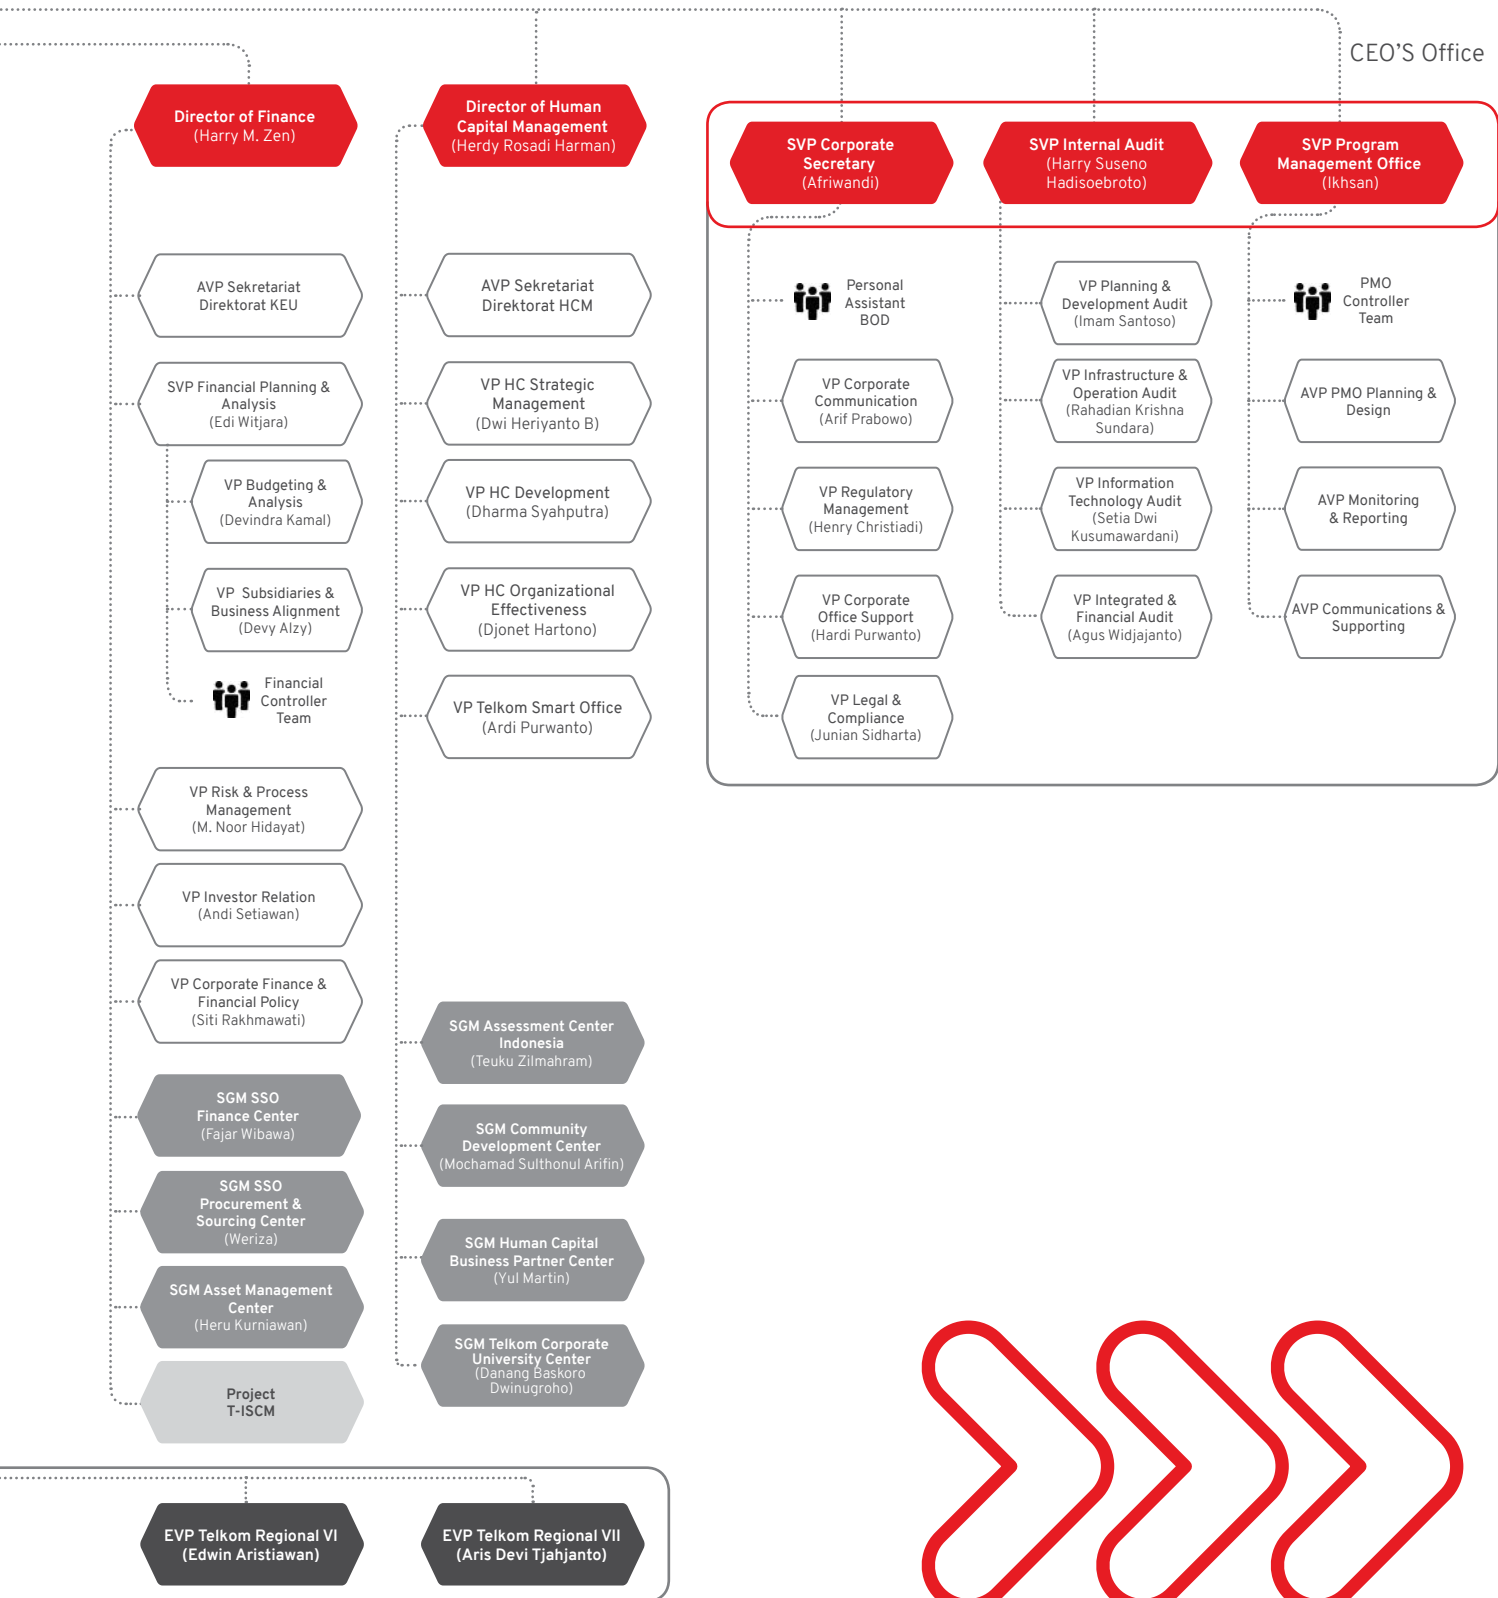 CEO'S Office
Director of Finance
(Harry M. Zen)
AVP Sekretariat
Direktorat KEU
SVP Financial Planning &
Analysis
(Edi Witjara)
VP Budgeting &
Analysis
(Devindra Kamal)
VP Subsidiaries &
Business Alignment
(Devy Alzy)
Financial
Controller
Team
VP Risk & Process
Management
(M. Noor Hidayat)
VP Investor Relation
(Andi Setiawan)
VP Corporate Finance &
Financial Policy
(Siti Rakhmawati)
SGM SSO
Finance Center
(Fajar Wibawa)
SGM SSO
Procurement &
Sourcing Center
(Weriza)
SGM Asset Management
Center
(Heru Kurniawan)
Project
T-ISCM
Director of Human
Capital Management
(Herdy Rosadi Harman)
AVP Sekretariat
Direktorat HCM
VP HC Strategic
Management
(Dwi Heriyanto B)
VP HC Development
(Dharma Syahputra)
VP HC Organizational
Effectiveness
(Djonet Hartono)
VP Telkom Smart Office
(Ardi Purwanto)
SGM Assessment Center
Indonesia
(Teuku Zilmahram)
SGM Community
Development Center
(Mochamad Sulthonul Arifin)
SGM Human Capital
Business Partner Center
(Yul Martin)
SGM Telkom Corporate
University Center
(Danang Baskoro
Dwinugroho)
SVP Corporate
Secretary
(Afriwandi)
Personal
Assistant
BOD
VP Corporate
Communication
(Arif Prabowo)
VP Regulatory
Management
(Henry Christiadi)
VP Corporate
Office Support
(Hardi Purwanto)
VP Legal &
Compliance
(Junian Sidharta)
SVP Internal Audit
(Harry Suseno
Hadisoebroto)
VP Planning &
Development Audit
(Imam Santoso)
VP Infrastructure &
Operation Audit
(Rahadian Krishna
Sundara)
VP Information
Technology Audit
(Setia Dwi
Kusumawardani)
VP Integrated &
Financial Audit
(Agus Widjajanto)
SVP Program
Management Office
(Ikhsan)
PMO
Controller
Team
AVP PMO Planning &
Design
AVP Monitoring
& Reporting
AVP Communications &
Supporting
EVP Telkom Regional VI
(Edwin Aristiawan)
EVP Telkom Regional VII
(Aris Devi Tjahjanto)